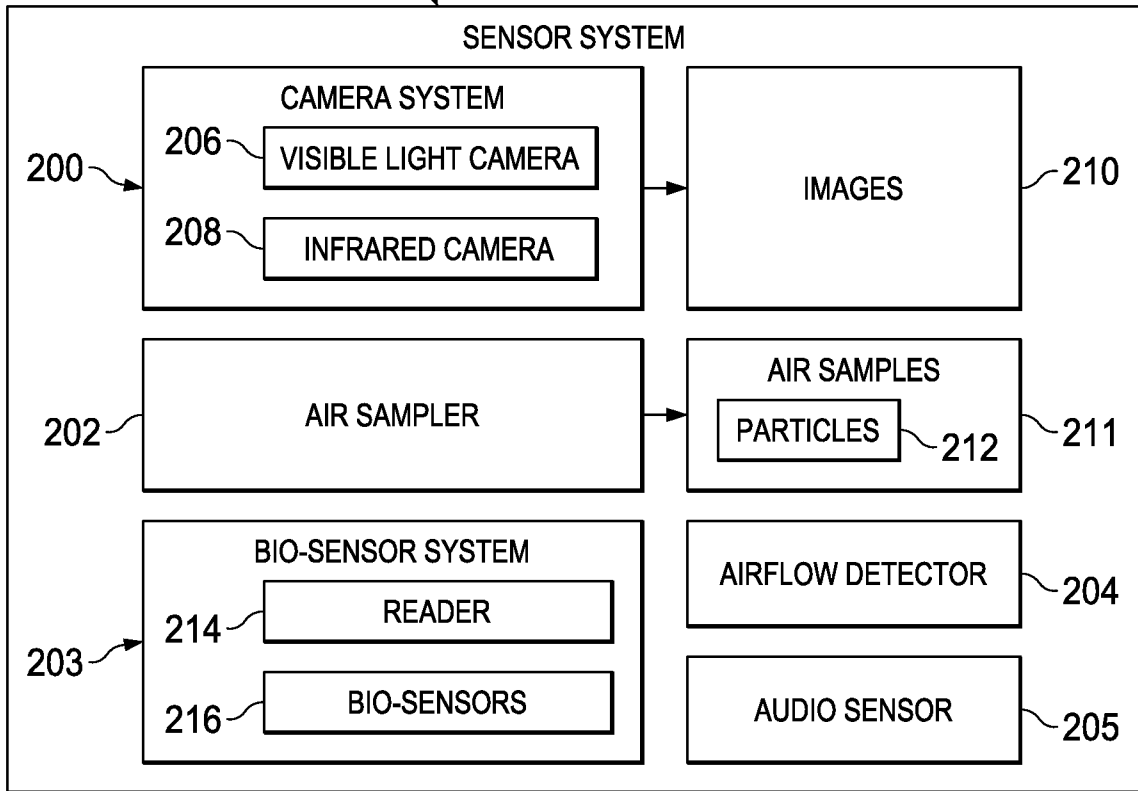 SENSOR SYSTEM
CAMERA SYSTEM
206
VISIBLE LIGHT CAMERA
200
IMAGES
210
208
INFRARED CAMERA
AIR SAMPLES
AIR SAMPLER
202
PARTICLES
212
211
BIO-SENSOR SYSTEM
AIRFLOW DETECTOR
204
READER
214
203
BIO-SENSORS
216
AUDIO SENSOR
205